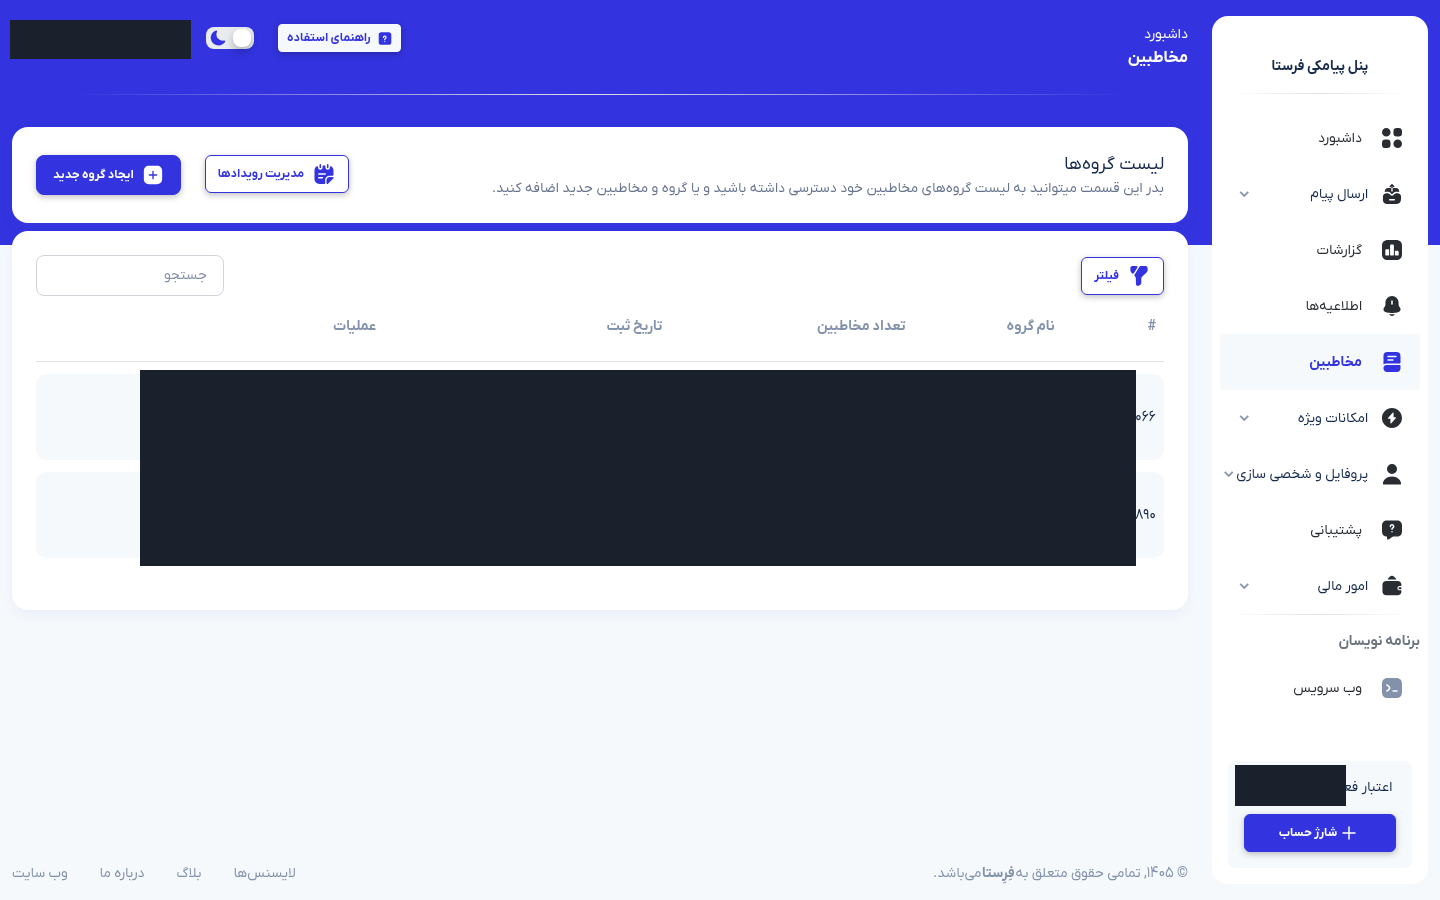 پنل پیامکی فرستا
داشبورد
ارسال پیام
گزارشات
اطلاعیه‌ها
مخاطبین
امکانات ویژه
پروفایل و شخصی سازی
پشتیبانی
امور مالی
برنامه نویسان
وب سرویس
اعتبار
شارژ حساب
داشبورد
مخاطبین
راهنمای استفاده
لیست گروه‌ها
بدر این قسمت میتوانید به لیست گروه‌های مخاطبین خود دسترسی داشته باشید و یا گروه و مخاطبین جدید اضافه کنید.
مدیریت رویدادها
ایجاد گروه جدید
فیلتر
جستجو
# نام گروه تعداد مخاطبین تاریخ ثبت عملیات
© ۱۴۰۵, تمامی حقوق متعلق به فِرِستا می‌باشد.
لایسنس‌ها بلاگ درباره ما وب سایت